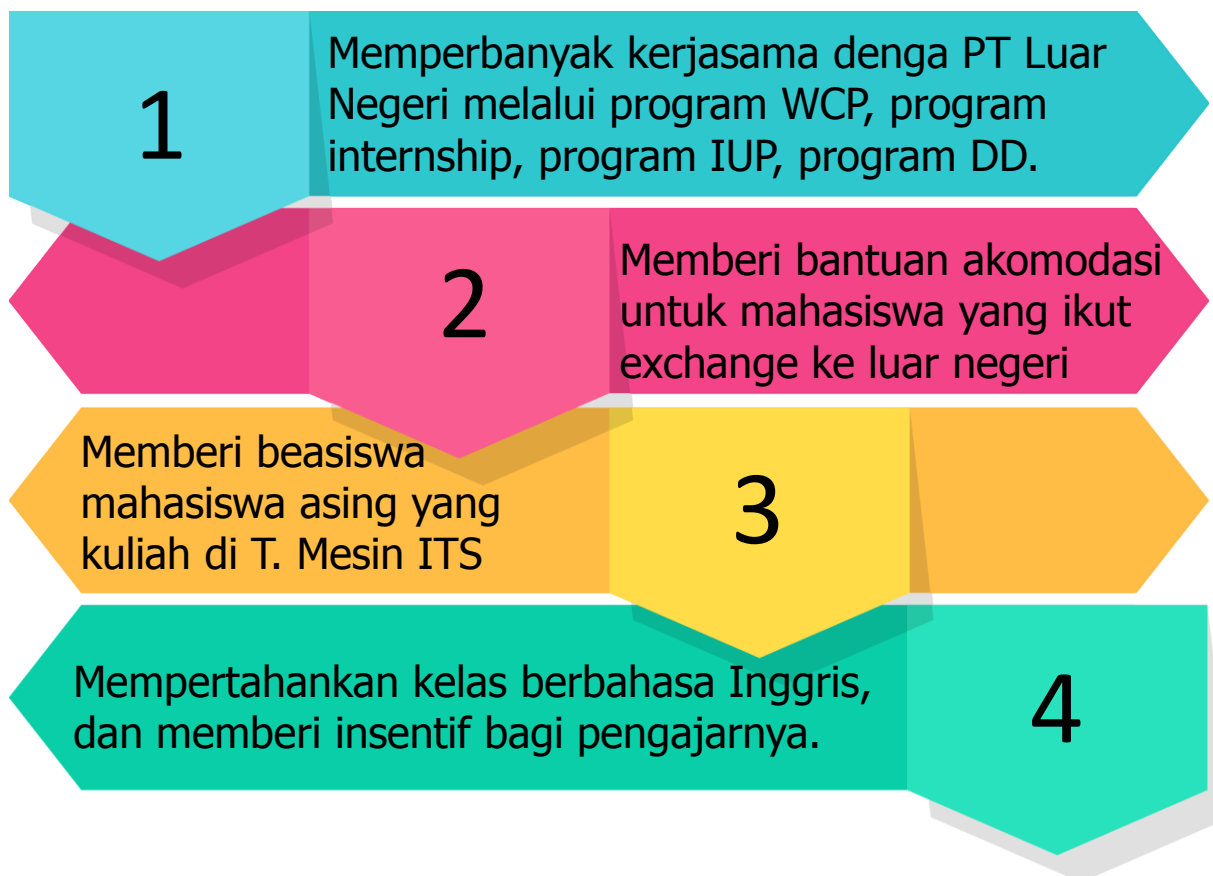 1
Memperbanyak kerjasama denga PT Luar
Negeri melalui program WCP, program
internship, program IUP, program DD.
2
Memberi bantuan akomodasi
untuk mahasiswa yang ikut
exchange ke luar negeri
3
Memberi beasiswa
mahasiswa asing yang
kuliah di T. Mesin ITS
4
Mempertahankan kelas berbahasa Inggris,
dan memberi insentif bagi pengajarnya.